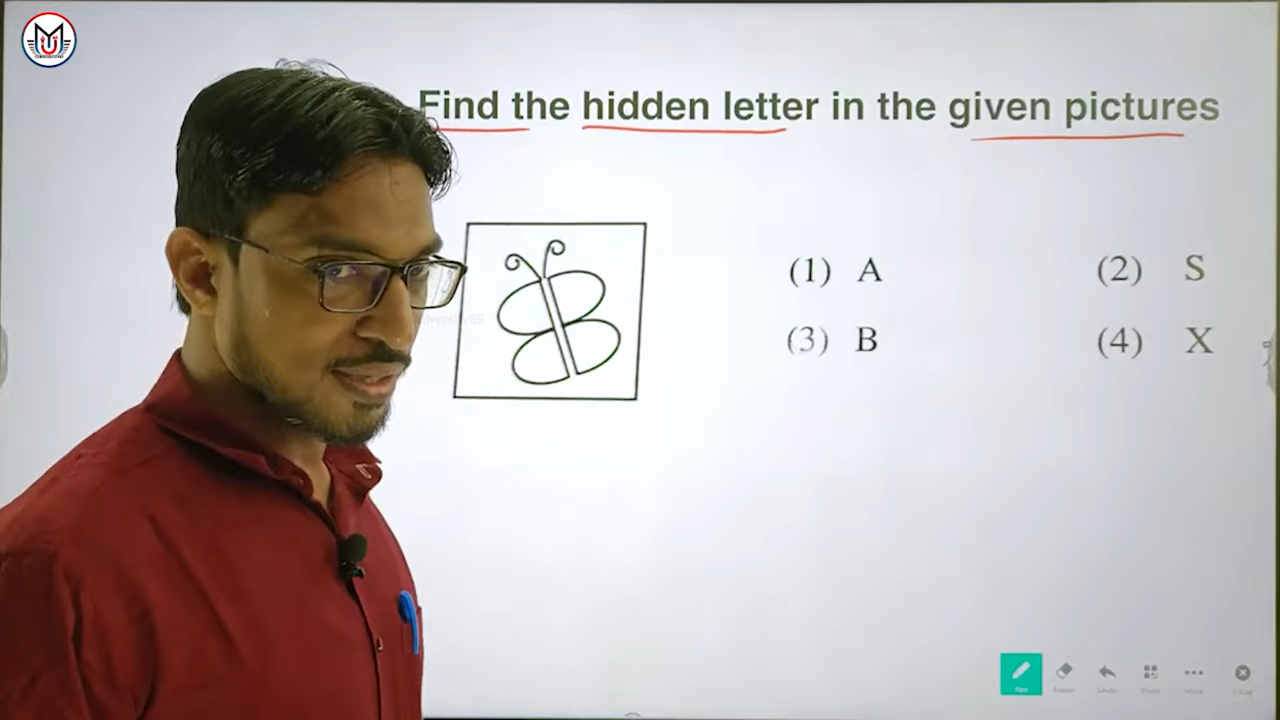 Find the hidden letter in the given pictures
(1) A
(2) S
(3) B
(4) X